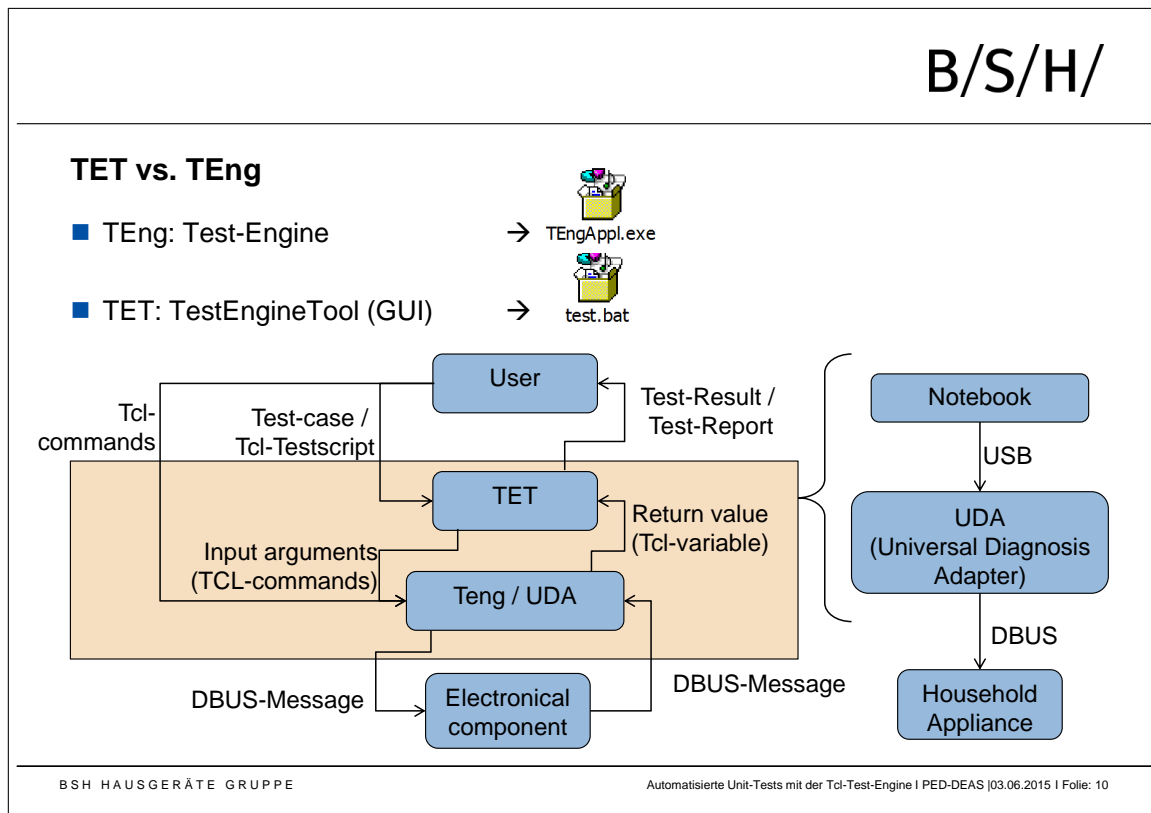 B/S/H/
TET vs. TEng
TEng: Test-Engine →
TEngAppl.exe
TET: TestEngineTool (GUI) →
test.bat
User
Tcl-
commands
Test-case /
Tcl-Testscript
Test-Result /
Test-Report
TET
Return value
(Tcl-variable)
Input arguments
(TCL-commands)
Teng / UDA
DBUS-Message
Electronical
component
DBUS-Message
Notebook
USB
UDA
(Universal Diagnosis
Adapter)
DBUS
Household
Appliance
BSH HAUSGERÄTE GRUPPE
Automatisierte Unit-Tests mit der Tcl-Test-Engine I PED-DEAS |03.06.2015 I Folie: 10